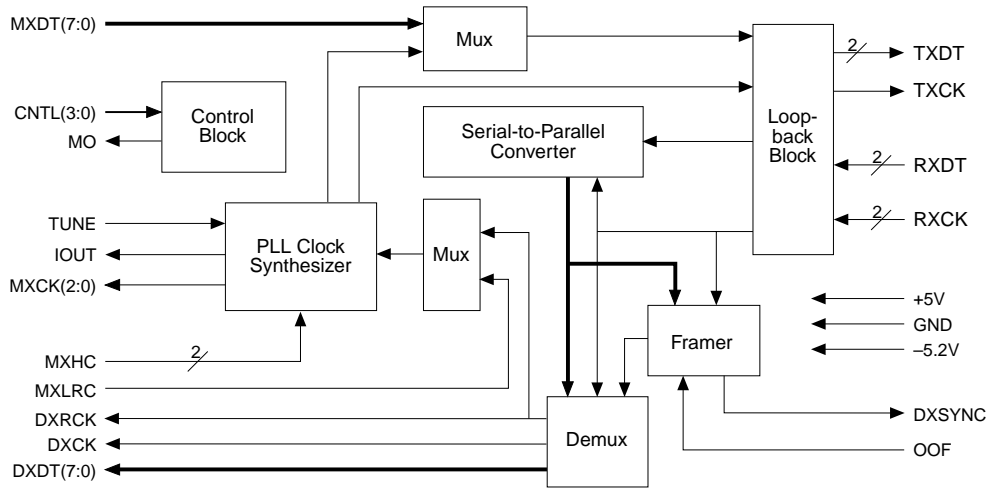 MXDT(7:0)
Mux
2
TXDT
TXCK
CNTL(3:0)
MO
Control
Block
Serial-to-Parallel
Converter
Loop-
back
Block
2
RXDT
2
RXCK
TUNE
IOUT
MXCK(2:0)
PLL Clock
Synthesizer
Mux
+5V
GND
–5.2V
Framer
MXHC
2
MXLRC
DXRCK
DXCK
DXDT(7:0)
Demux
DXSYNC
OOF